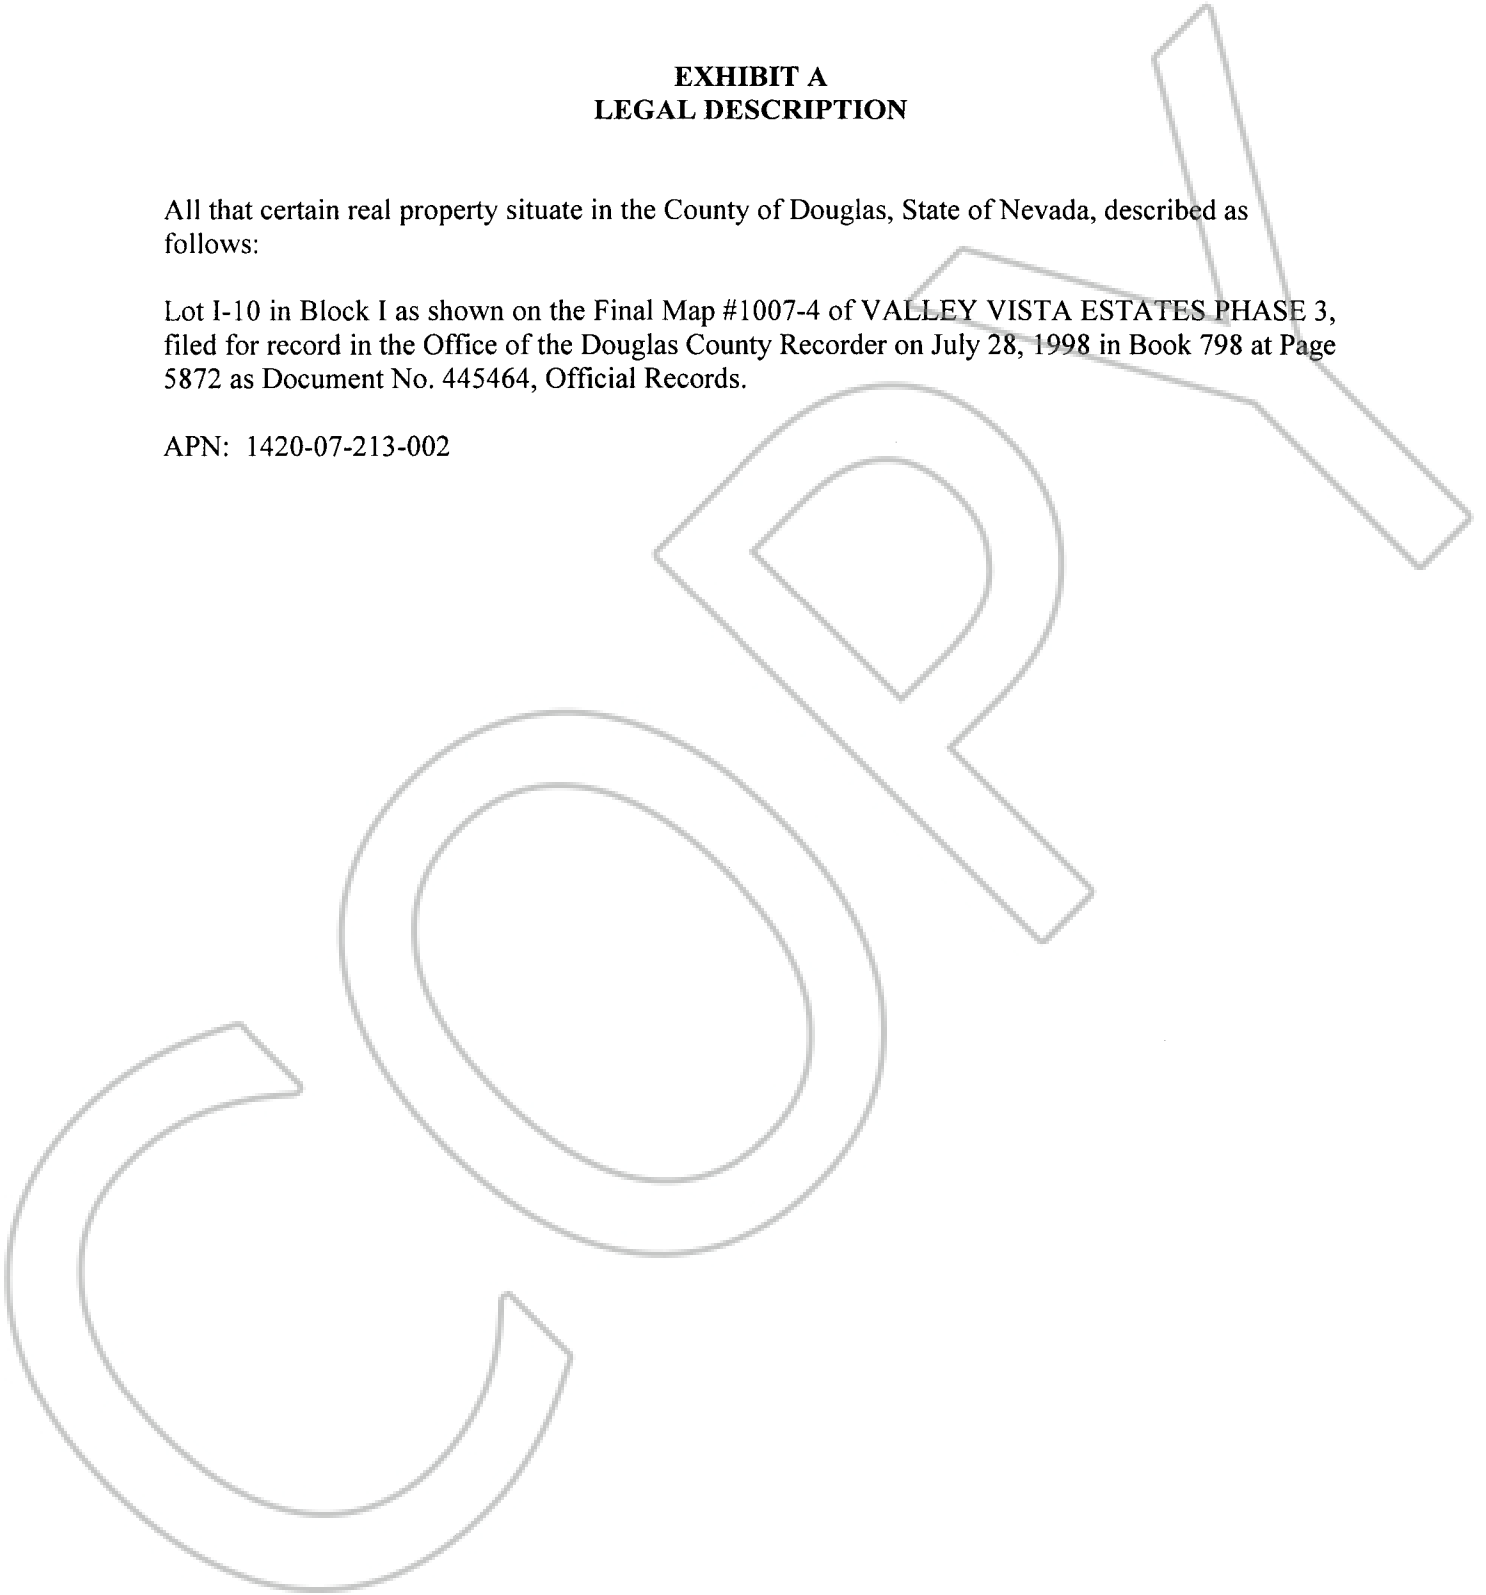 EXHIBIT A
LEGAL DESCRIPTION
All that certain real property situate in the County of Douglas, State of Nevada, described as
follows:
Lot I-10 in Block I as shown on the Final Map #1007-4 of VALLEY VISTA ESTATES PHASE 3,
filed for record in the Office of the Douglas County Recorder on July 28, 1998 in Book 798 at Page
5872 as Document No. 445464, Official Records.
APN: 1420-07-213-002
COPY